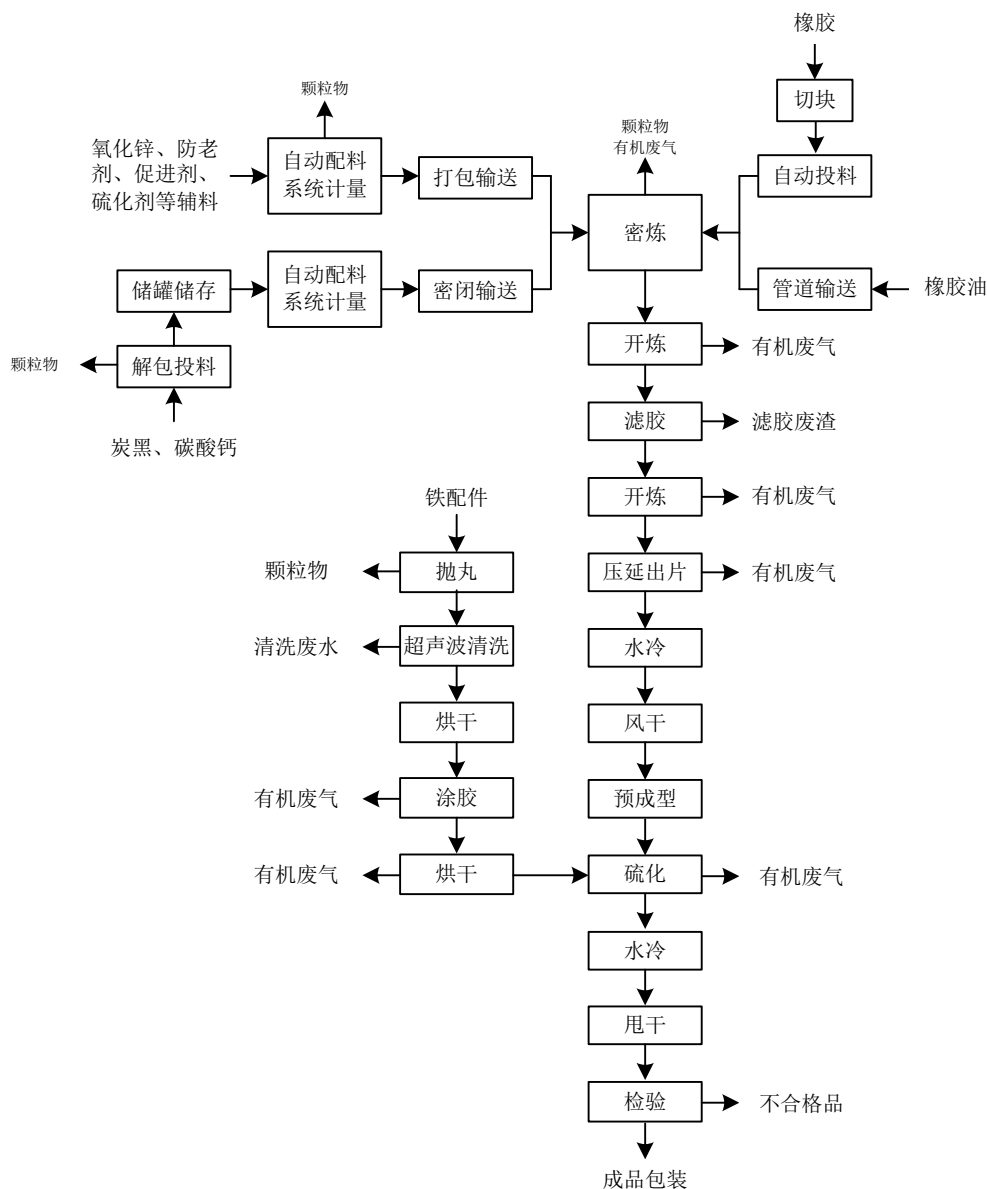 橡胶
切块
自动投料
颗粒物
氧化锌、防老
剂、促进剂、
硫化剂等辅料
自动配料
系统计量
打包输送
颗粒物
有机废气
密炼
储罐储存
自动配料
系统计量
密闭输送
管道输送
橡胶油
颗粒物
解包投料
炭黑、碳酸钙
开炼
有机废气
滤胶
滤胶废渣
开炼
有机废气
铁配件
颗粒物
抛丸
压延出片
有机废气
清洗废水
超声波清洗
水冷
烘干
风干
有机废气
涂胶
预成型
有机废气
烘干
硫化
有机废气
水冷
甩干
检验
不合格品
成品包装